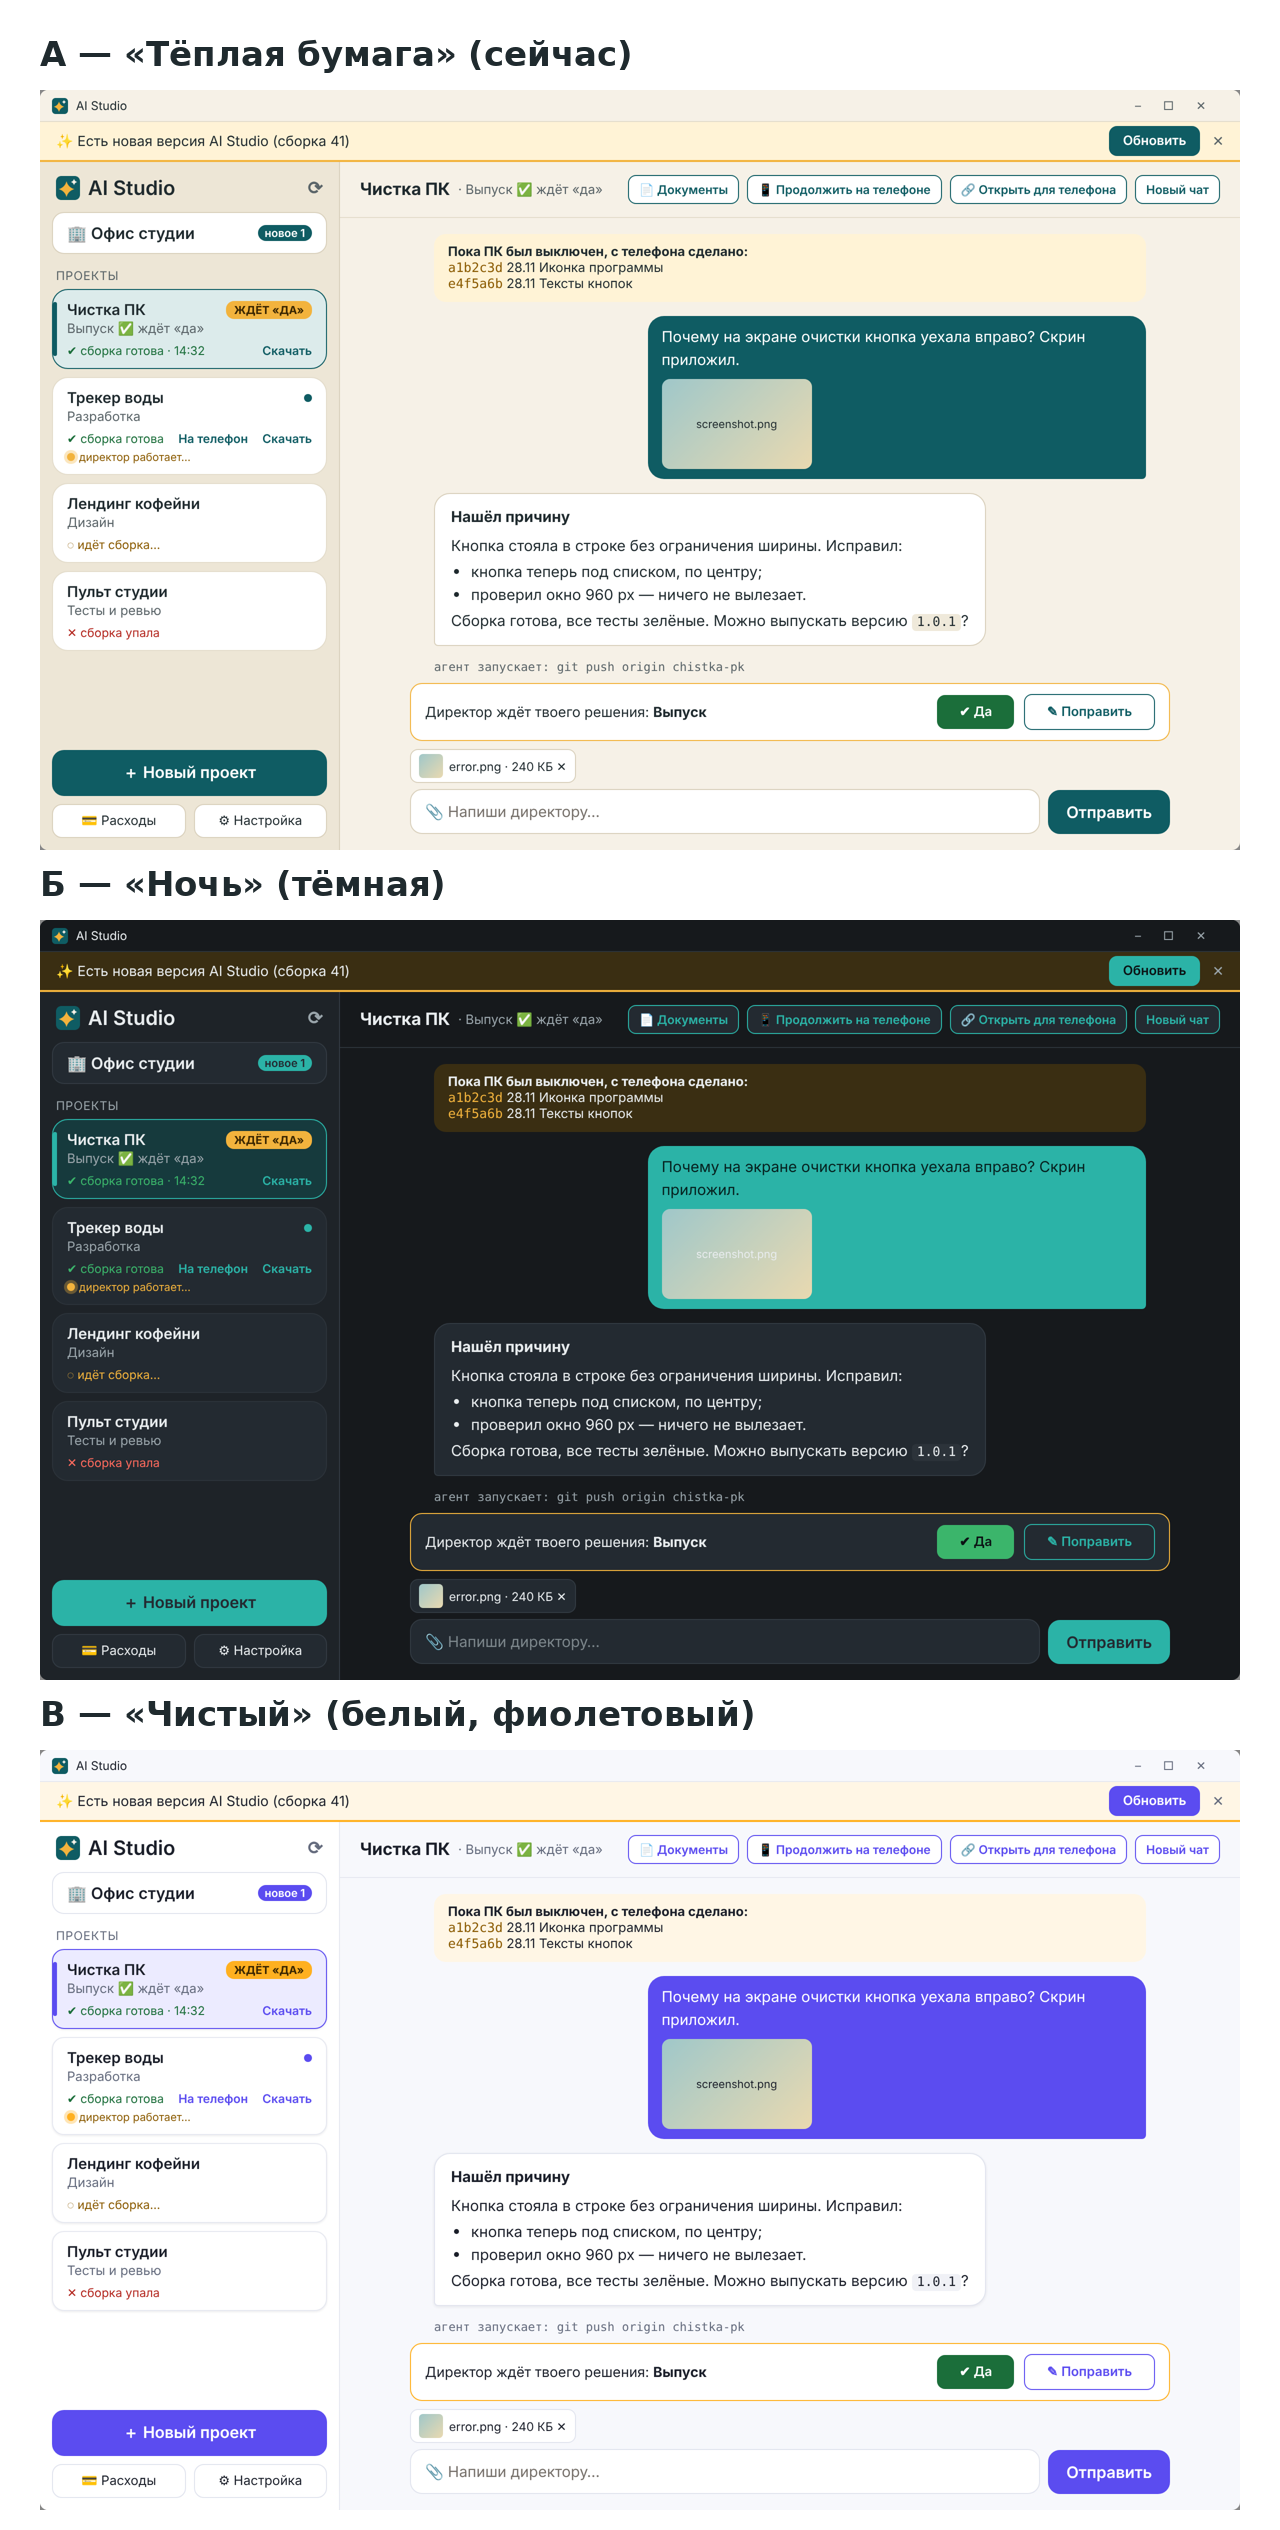 А — «Тёплая бумага» (сейчас)
AI Studio
✨ Есть новая версия AI Studio (сборка 41)
Обновить ✕
AI Studio ⟳
🏢 Офис студии новое 1
ПРОЕКТЫ
Чистка ПК ЖДЁТ «ДА»
Выпуск ✅ ждёт «да»
✔ сборка готова · 14:32 Скачать
Трекер воды
Разработка
✔ сборка готова На телефон Скачать
директор работает…
Лендинг кофейни
Дизайн
○ идёт сборка…
Пульт студии
Тесты и ревью
✕ сборка упала
+ Новый проект
💳 Расходы ⚙ Настройка
Чистка ПК · Выпуск ✅ ждёт «да» 📄 Документы 📱 Продолжить на телефоне 🔗 Открыть для телефона Новый чат
Пока ПК был выключен, с телефона сделано:
a1b2c3d 28.11 Иконка программы
e4f5a6b 28.11 Тексты кнопок
Почему на экране очистки кнопка уехала вправо? Скрин
приложил.
screenshot.png
Нашёл причину
Кнопка стояла в строке без ограничения ширины. Исправил:
• кнопка теперь под списком, по центру;
• проверил окно 960 px — ничего не вылезает.
Сборка готова, все тесты зелёные. Можно выпускать версию 1.0.1?
агент запускает: git push origin chistka-pk
Директор ждёт твоего решения: Выпуск ✔ Да ✎ Поправить
error.png · 240 КБ ✕
📎 Напиши директору… Отправить
Б — «Ночь» (тёмная)
AI Studio
✨ Есть новая версия AI Studio (сборка 41)
Обновить ✕
AI Studio ⟳
🏢 Офис студии новое 1
ПРОЕКТЫ
Чистка ПК ЖДЁТ «ДА»
Выпуск ✅ ждёт «да»
✔ сборка готова · 14:32 Скачать
Трекер воды
Разработка
✔ сборка готова На телефон Скачать
директор работает…
Лендинг кофейни
Дизайн
○ идёт сборка…
Пульт студии
Тесты и ревью
✕ сборка упала
+ Новый проект
💳 Расходы ⚙ Настройка
Чистка ПК · Выпуск ✅ ждёт «да» 📄 Документы 📱 Продолжить на телефоне 🔗 Открыть для телефона Новый чат
Пока ПК был выключен, с телефона сделано:
a1b2c3d 28.11 Иконка программы
e4f5a6b 28.11 Тексты кнопок
Почему на экране очистки кнопка уехала вправо? Скрин
приложил.
screenshot.png
Нашёл причину
Кнопка стояла в строке без ограничения ширины. Исправил:
• кнопка теперь под списком, по центру;
• проверил окно 960 px — ничего не вылезает.
Сборка готова, все тесты зелёные. Можно выпускать версию 1.0.1?
агент запускает: git push origin chistka-pk
Директор ждёт твоего решения: Выпуск ✔ Да ✎ Поправить
error.png · 240 КБ ✕
📎 Напиши директору… Отправить
В — «Чистый» (белый, фиолетовый)
AI Studio
✨ Есть новая версия AI Studio (сборка 41)
Обновить ✕
AI Studio ⟳
🏢 Офис студии новое 1
ПРОЕКТЫ
Чистка ПК ЖДЁТ «ДА»
Выпуск ✅ ждёт «да»
✔ сборка готова · 14:32 Скачать
Трекер воды
Разработка
✔ сборка готова На телефон Скачать
директор работает…
Лендинг кофейни
Дизайн
○ идёт сборка…
Пульт студии
Тесты и ревью
✕ сборка упала
+ Новый проект
💳 Расходы ⚙ Настройка
Чистка ПК · Выпуск ✅ ждёт «да» 📄 Документы 📱 Продолжить на телефоне 🔗 Открыть для телефона Новый чат
Пока ПК был выключен, с телефона сделано:
a1b2c3d 28.11 Иконка программы
e4f5a6b 28.11 Тексты кнопок
Почему на экране очистки кнопка уехала вправо? Скрин
приложил.
screenshot.png
Нашёл причину
Кнопка стояла в строке без ограничения ширины. Исправил:
• кнопка теперь под списком, по центру;
• проверил окно 960 px — ничего не вылезает.
Сборка готова, все тесты зелёные. Можно выпускать версию 1.0.1?
агент запускает: git push origin chistka-pk
Директор ждёт твоего решения: Выпуск ✔ Да ✎ Поправить
error.png · 240 КБ ✕
📎 Напиши директору… Отправить